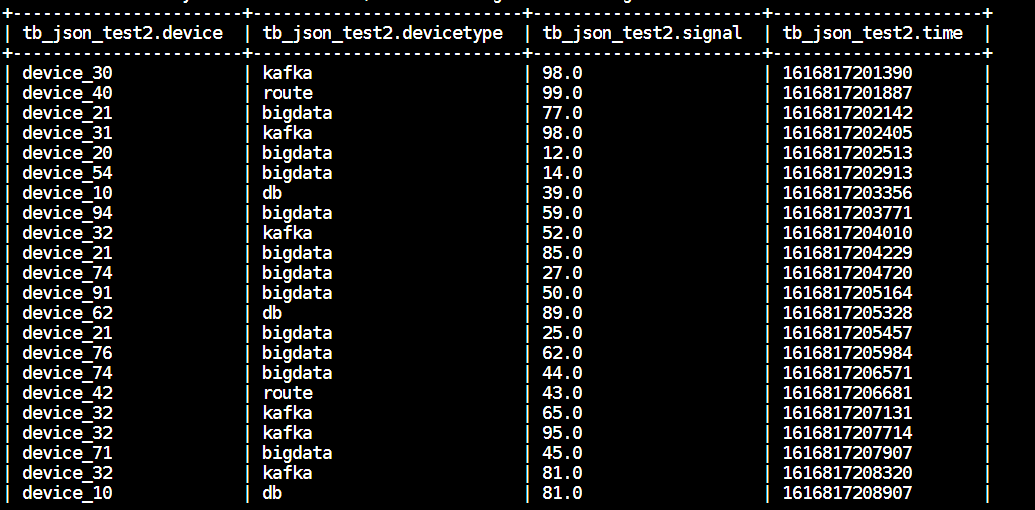 +-----------------------+---------------------------+-----------------------+---------------------+
| tb_json_test2.device | tb_json_test2.devicetype | tb_json_test2.signal | tb_json_test2.time |
+-----------------------+---------------------------+-----------------------+---------------------+
| device_30 | kafka | 98.0 | 1616817201390 |
| device_40 | route | 99.0 | 1616817201887 |
| device_21 | bigdata | 77.0 | 1616817202142 |
| device_31 | kafka | 98.0 | 1616817202405 |
| device_20 | bigdata | 12.0 | 1616817202513 |
| device_54 | bigdata | 14.0 | 1616817202913 |
| device_10 | db | 39.0 | 1616817203356 |
| device_94 | bigdata | 59.0 | 1616817203771 |
| device_32 | kafka | 52.0 | 1616817204010 |
| device_21 | bigdata | 85.0 | 1616817204229 |
| device_74 | bigdata | 27.0 | 1616817204720 |
| device_91 | bigdata | 50.0 | 1616817205164 |
| device_62 | db | 89.0 | 1616817205328 |
| device_21 | bigdata | 25.0 | 1616817205457 |
| device_76 | bigdata | 62.0 | 1616817205984 |
| device_74 | bigdata | 44.0 | 1616817206571 |
| device_42 | route | 43.0 | 1616817206681 |
| device_32 | kafka | 65.0 | 1616817207131 |
| device_32 | kafka | 95.0 | 1616817207714 |
| device_71 | bigdata | 45.0 | 1616817207907 |
| device_32 | kafka | 81.0 | 1616817208320 |
| device_10 | db | 81.0 | 1616817208907 |